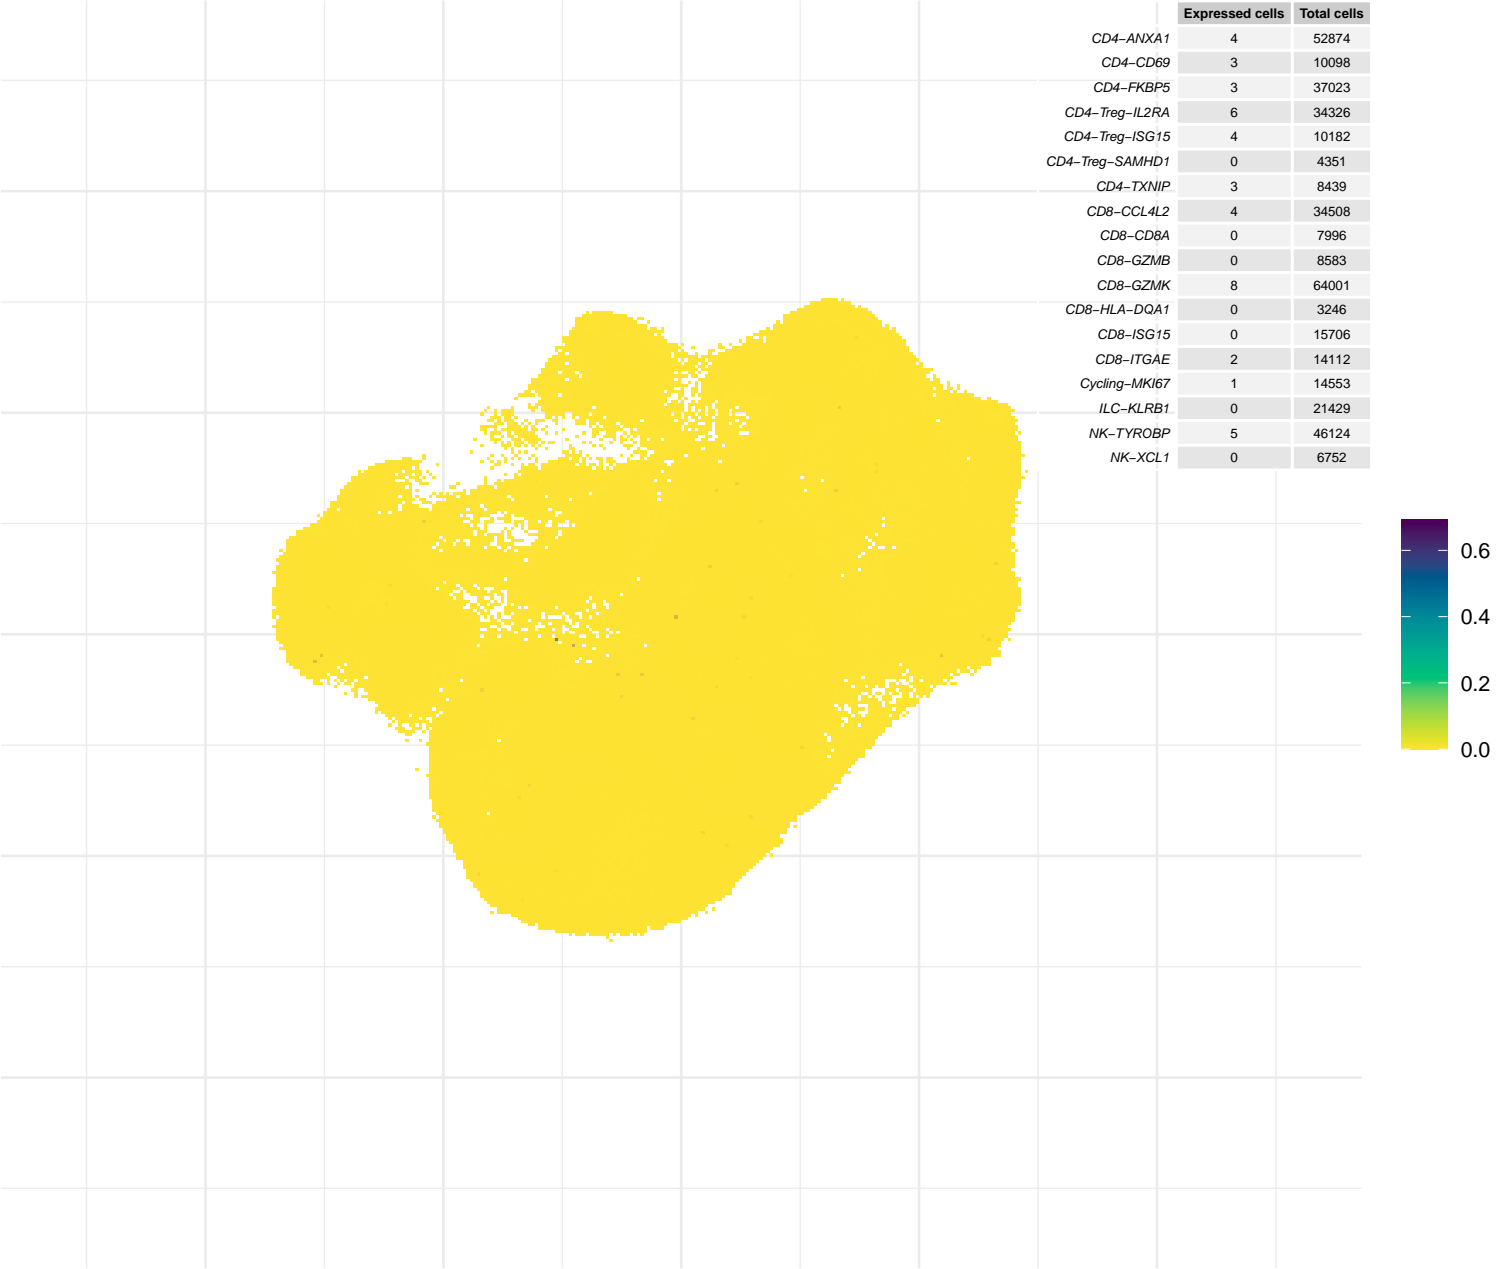 Expressed cells Total cells
CD4−ANXA1 4 52874
CD4−CD69 3 10098
CD4−FKBP5 3 37023
CD4−Treg−IL2RA 6 34326
CD4−Treg−ISG15 4 10182
CD4−Treg−SAMHD1 0 4351
CD4−TXNIP 3 8439
CD8−CCL4L2 4 34508
CD8−CD8A 0 7996
CD8−GZMB 0 8583
CD8−GZMK 8 64001
CD8−HLA−DQA1 0 3246
CD8−ISG15 0 15706
CD8−ITGAE 2 14112
Cycling−MKI67 1 14553
ILC−KLRB1 0 21429
NK−TYROBP 5 46124
NK−XCL1 0 6752
0.6
0.4
0.2
0.0